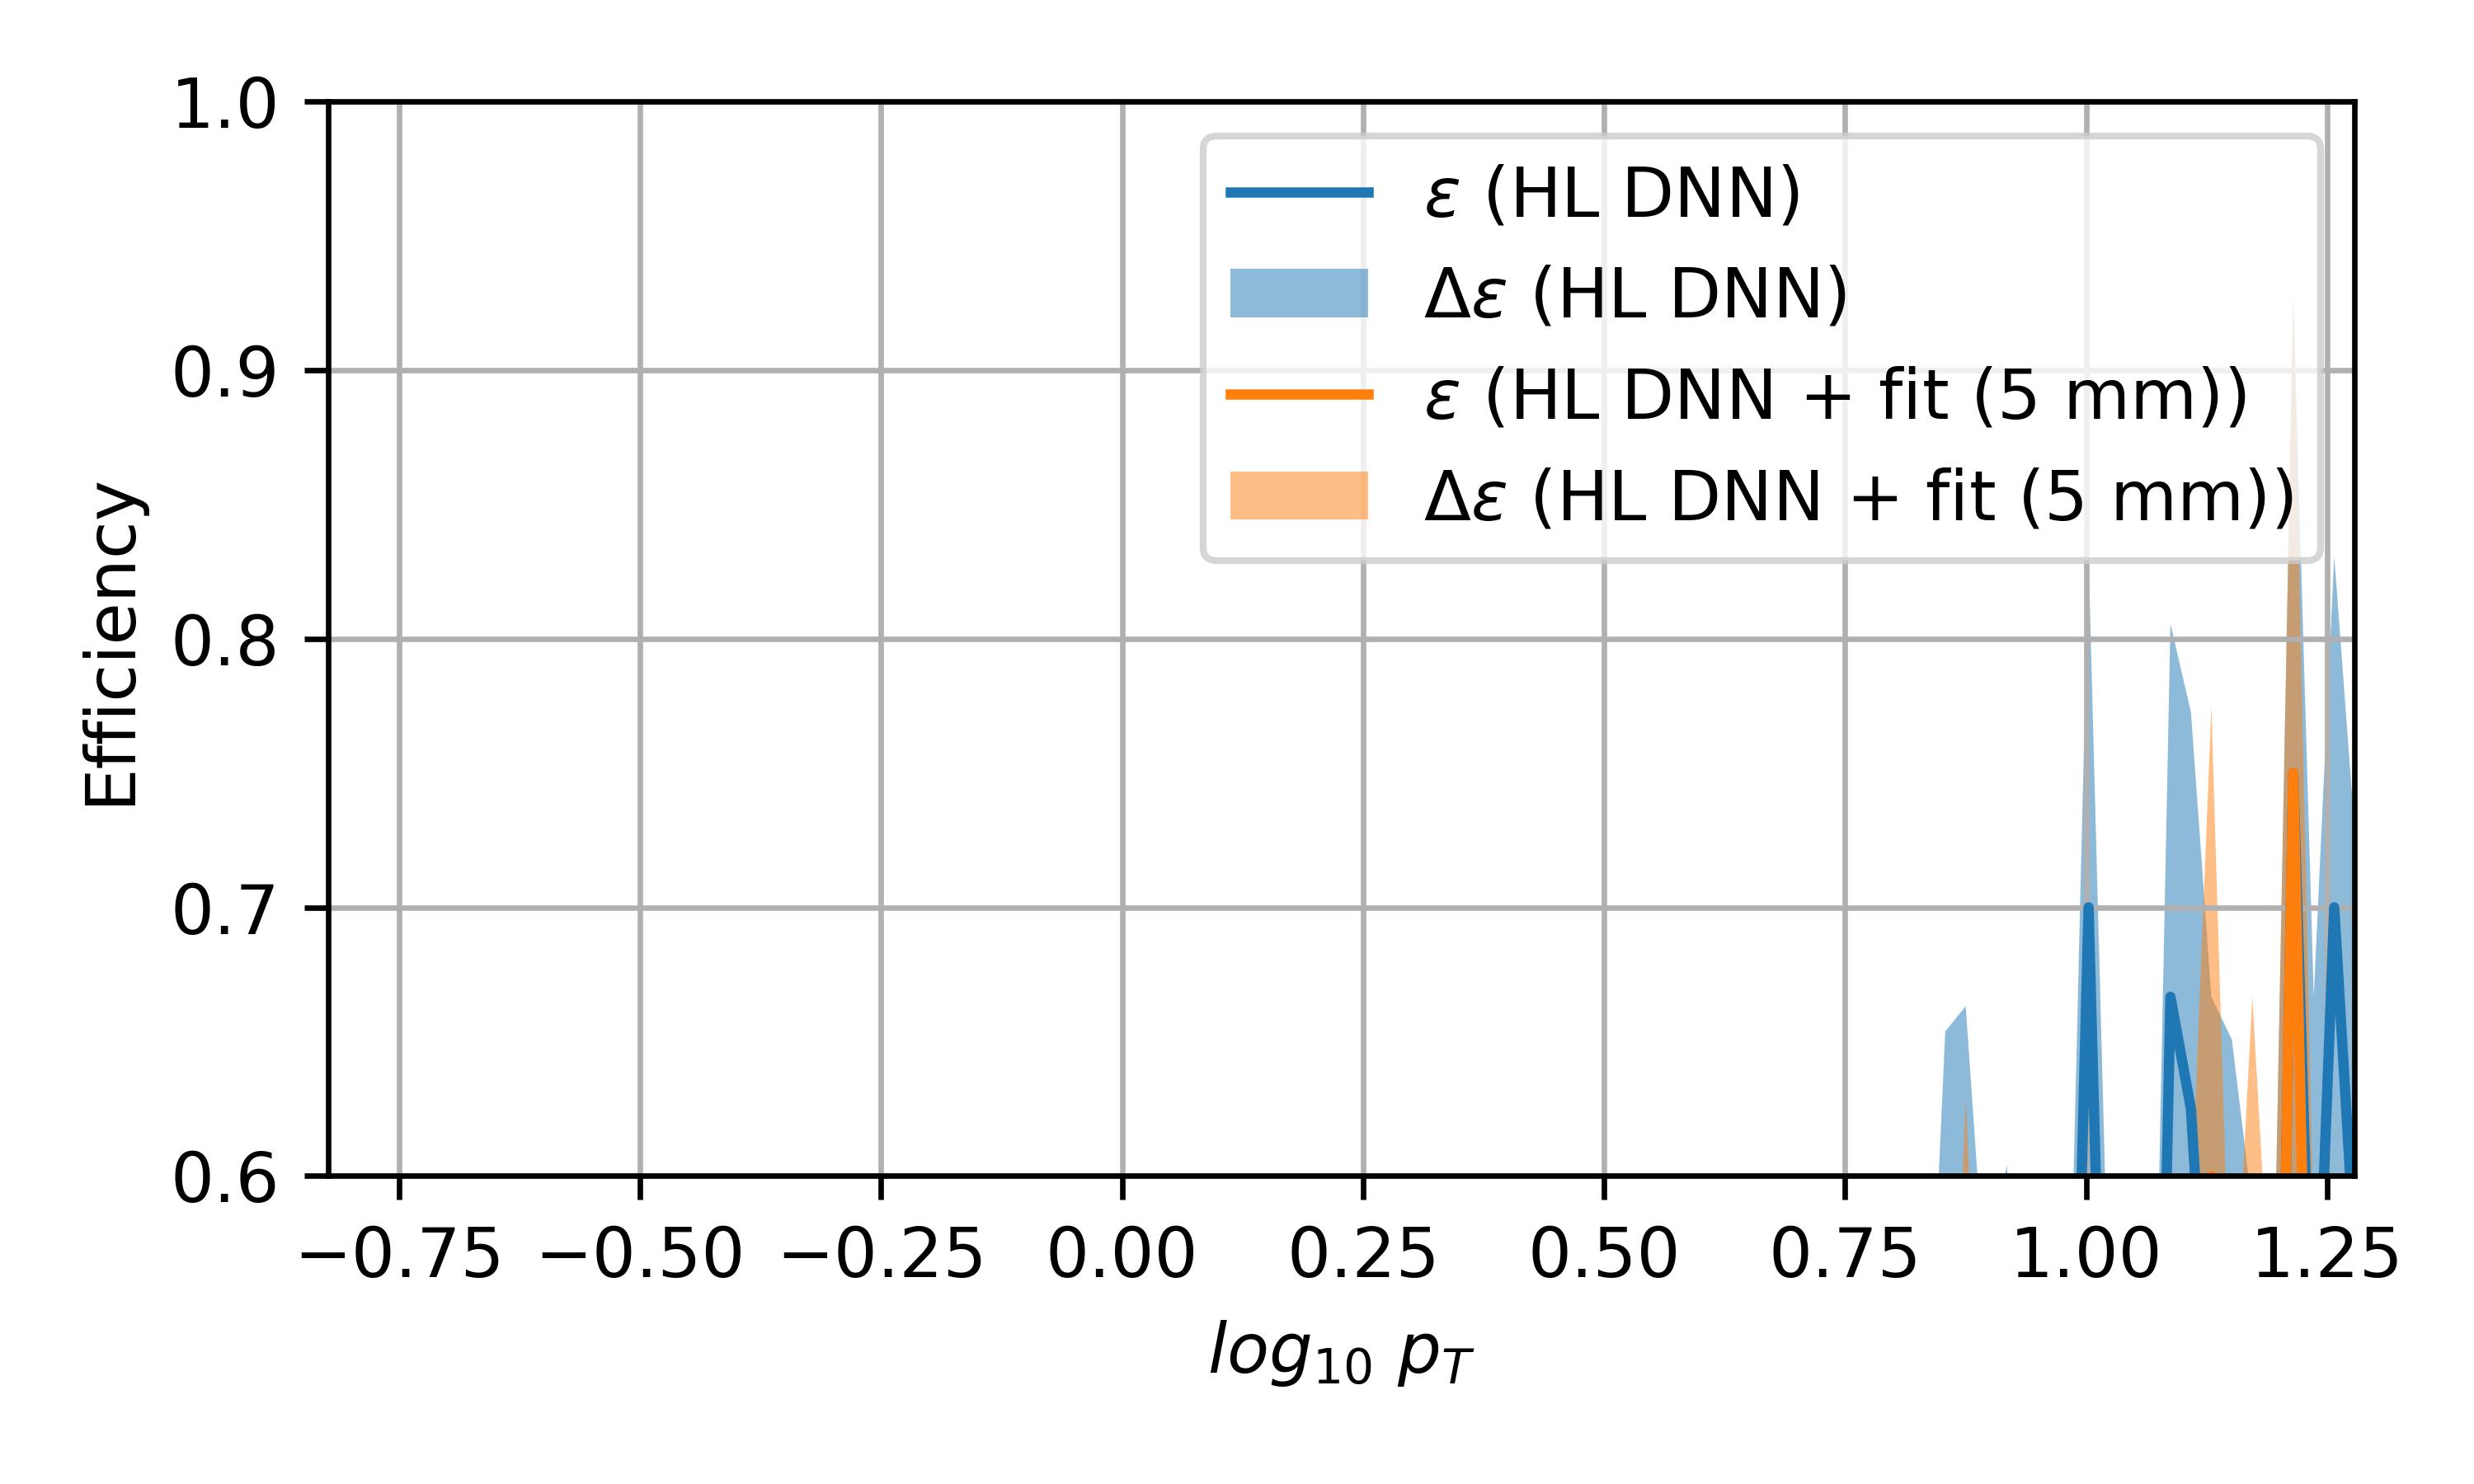 1.0
0.9
0.8
0.7
0.6
Efficiency
ε (HL DNN)
Δε (HL DNN)
ε (HL DNN + fit (5 mm))
Δε (HL DNN + fit (5 mm))
−0.75 −0.50 −0.25 0.00 0.25 0.50 0.75 1.00 1.25
log₁₀ p_T